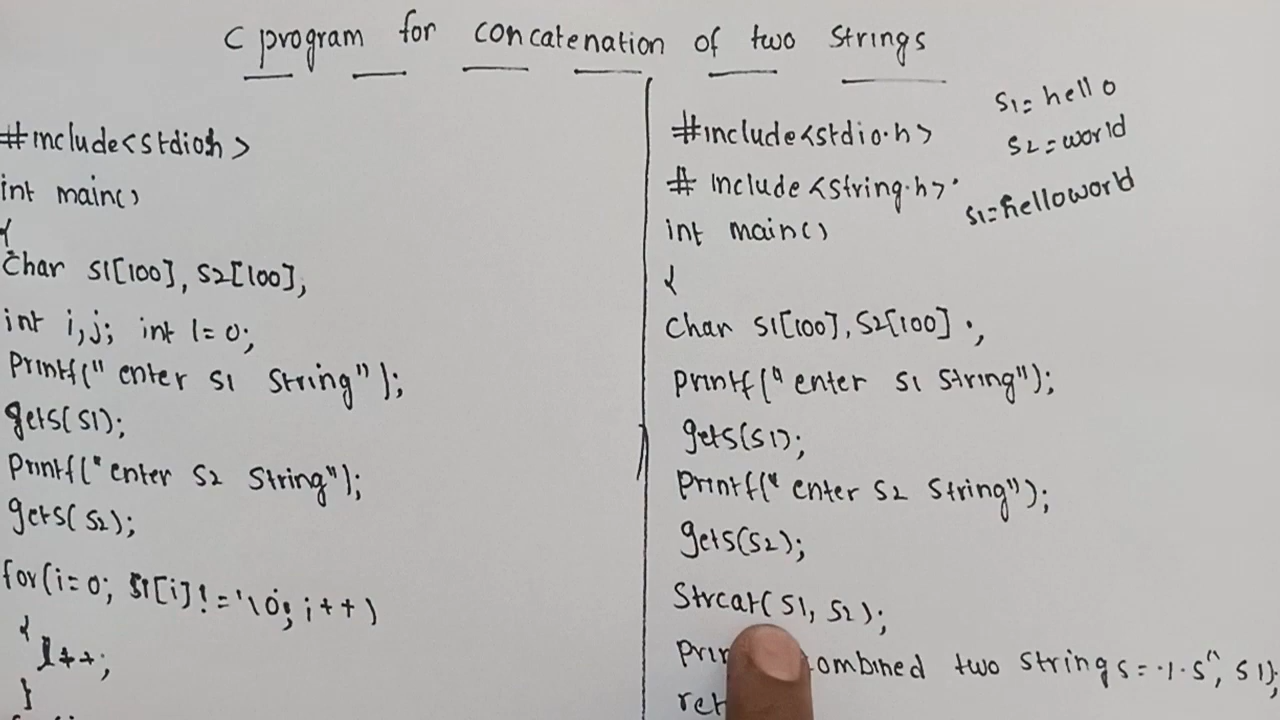 C program for concatenation of two strings
#include<stdio.h>
int main()
{
char s1[100], s2[100],
int i,j; int l=0;
printf("enter s1 string");
gets(s1);
printf("enter s2 string");
gets(s2);
for(i=0; s1[i]!='\0; i++)
{
l++;
}
#include<stdio.h>
#include<string.h>
int main()
{
char s1[100], s2[100];
printf("enter s1 string");
gets(s1);
printf("enter s2 string");
gets(s2);
strcat(s1, s2);
combined two strings=%s", s1);
s1=hello
s2=world
s1=helloworld